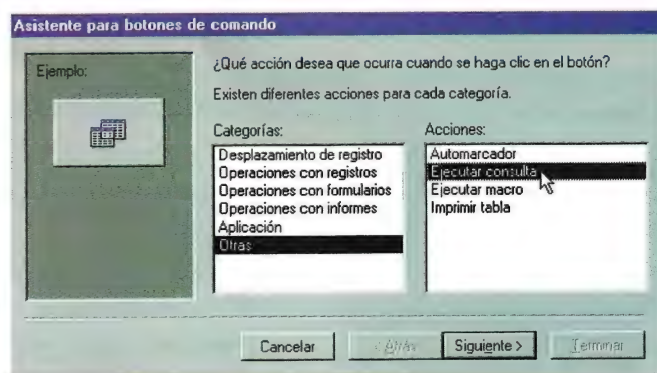 Asistente para botones de comando
Ejemplo:
¿Qué acción desea que ocurra cuando se haga clic en el botón?
Existen diferentes acciones para cada categoría.
Categorías:
Desplazamiento de registro
Operaciones con registros
Operaciones con formularios
Operaciones con informes
Aplicación
Otras
Acciones:
Automarcador
Ejecutar consulta
Ejecutar macro
Imprimir tabla
Cancelar
< Atrás
Siguiente >
Terminar